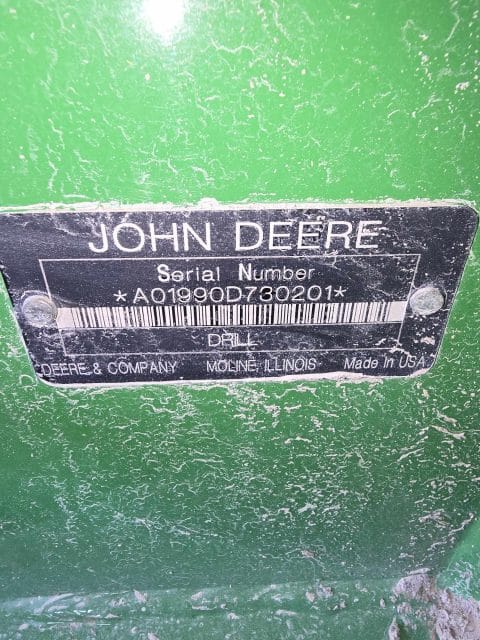 JOHN DEERE
Serial Number
*A01990D730201*
DRILL
DEERE & COMPANY MOLINE, ILLINOIS Made In USA